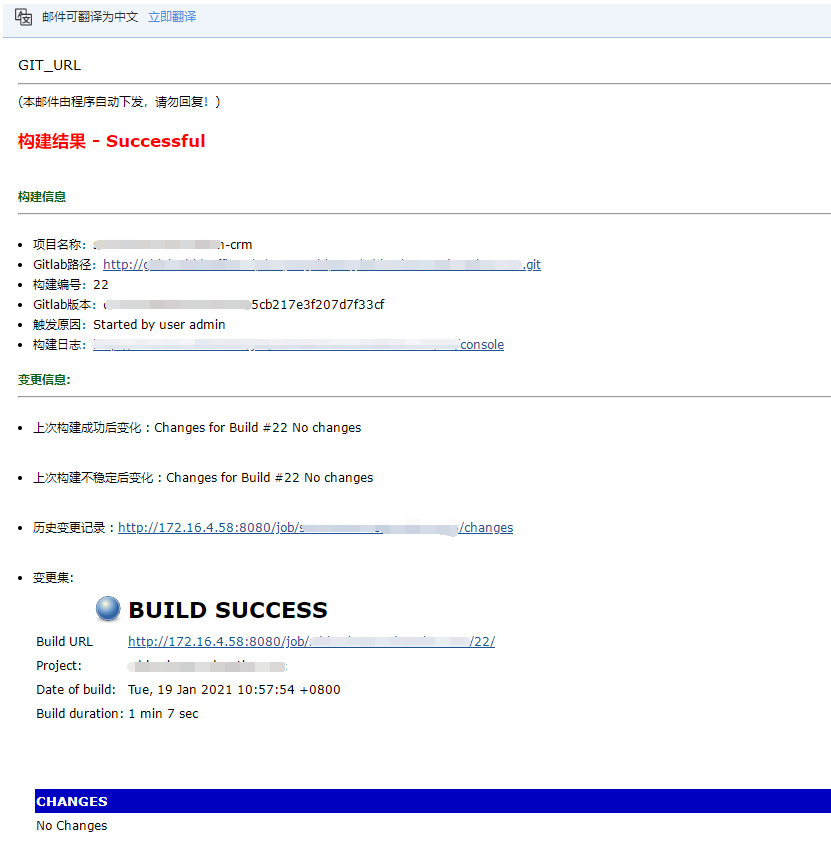 邮件可翻译为中文 立即翻译
GIT_URL
(本邮件由程序自动下发，请勿回复！)
构建结果 - Successful
构建信息
项目名称： -crm
Gitlab路径：http:// .git
构建编号：22
Gitlab版本： 5cb217e3f207d7f33cf
触发原因：Started by user admin
构建日志： /console
变更信息:
上次构建成功后变化 : Changes for Build #22 No changes
上次构建不稳定后变化 : Changes for Build #22 No changes
历史变更记录 : http://172.16.4.58:8080/job/ /changes
变更集:
BUILD SUCCESS
Build URL http://172.16.4.58:8080/job/ /22/
Project:
Date of build: Tue, 19 Jan 2021 10:57:54 +0800
Build duration: 1 min 7 sec
CHANGES
No Changes